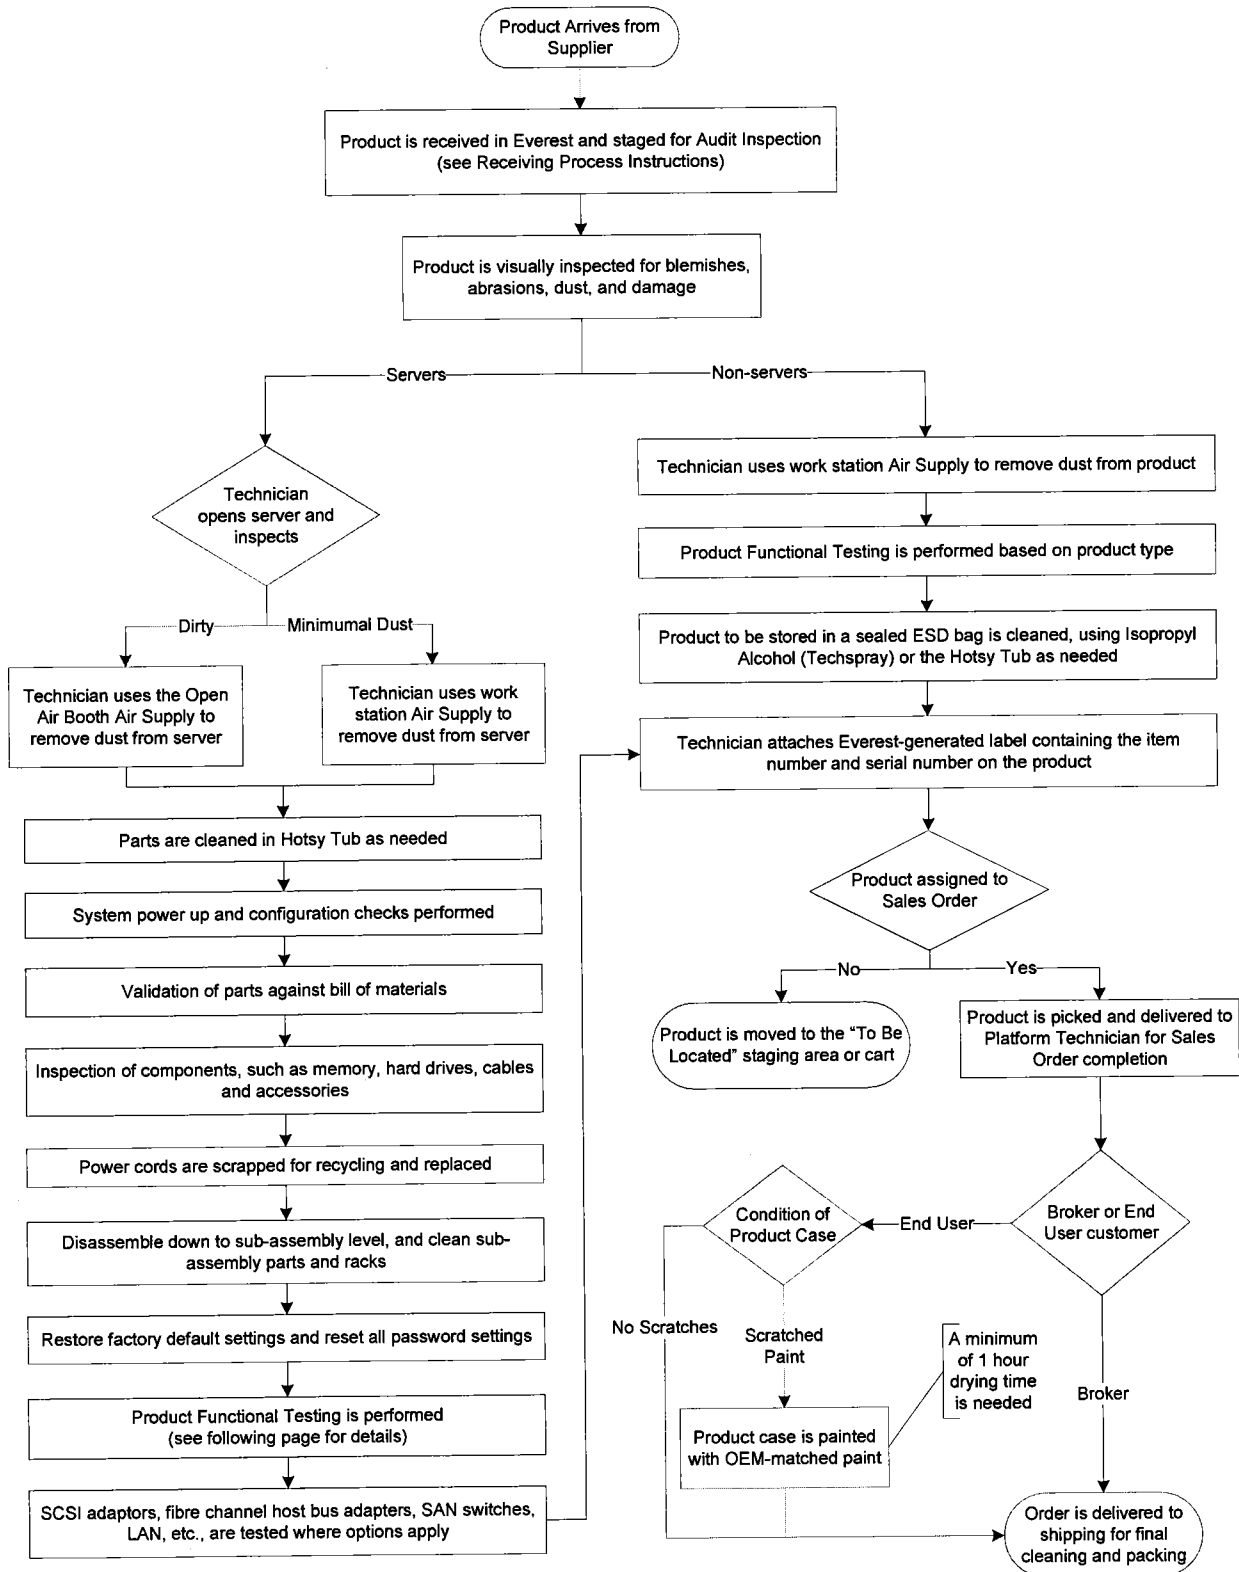 Product Arrives from
Supplier
Product is received in Everest and staged for Audit Inspection
(see Receiving Process Instructions)
Product is visually inspected for blemishes,
abrasions, dust, and damage
Servers
Non-servers
Technician
opens server and
inspects
Dirty
Minimumal Dust
Technician uses the Open
Air Booth Air Supply to
remove dust from server
Technician uses work
station Air Supply to
remove dust from server
Parts are cleaned in Hotsy Tub as needed
System power up and configuration checks performed
Validation of parts against bill of materials
Inspection of components, such as memory, hard drives, cables
and accessories
Power cords are scrapped for recycling and replaced
Disassemble down to sub-assembly level, and clean sub-
assembly parts and racks
Restore factory default settings and reset all password settings
Product Functional Testing is performed
(see following page for details)
SCSI adaptors, fibre channel host bus adapters, SAN switches,
LAN, etc., are tested where options apply
Technician uses work station Air Supply to remove dust from product
Product Functional Testing is performed based on product type
Product to be stored in a sealed ESD bag is cleaned, using Isopropyl
Alcohol (Techspray) or the Hotsy Tub as needed
Technician attaches Everest-generated label containing the item
number and serial number on the product
Product assigned to
Sales Order
No
Yes
Product is moved to the “To Be
Located” staging area or cart
Product is picked and delivered to
Platform Technician for Sales
Order completion
Broker or End
User customer
End User
Condition of
Product Case
No Scratches
Scratched
Paint
A minimum
of 1 hour
drying time
is needed
Broker
Product case is painted
with OEM-matched paint
Order is delivered to
shipping for final
cleaning and packing